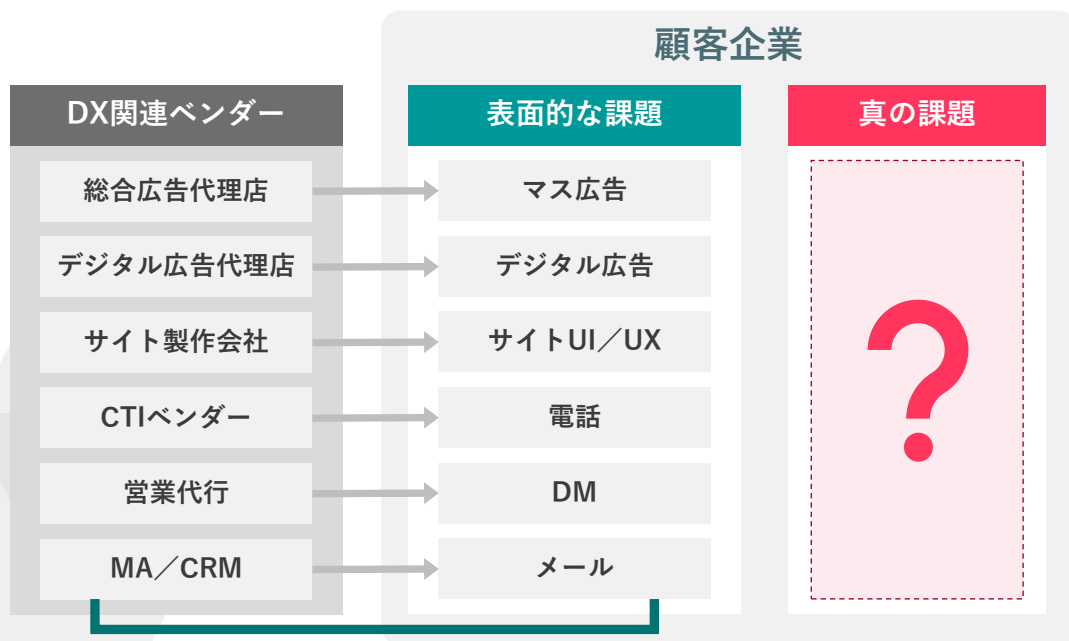 顧客企業
DX関連ベンダー
表面的な課題
真の課題
総合広告代理店
マス広告
デジタル広告代理店
デジタル広告
サイト製作会社
サイトUI／UX
CTIベンダー
電話
営業代行
DM
MA／CRM
メール
?